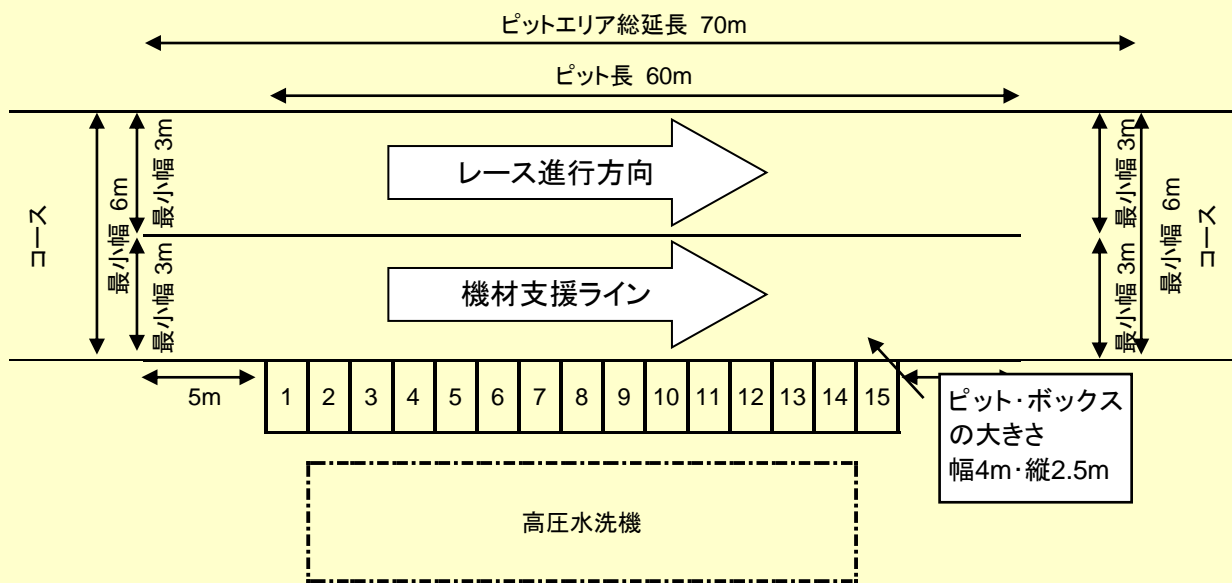 ピットエリア総延長 70m
ピット長 60m
コース
最小幅 6m
最小幅 3m
最小幅 3m
レース進行方向
機材支援ライン
最小幅 3m
最小幅 3m
最小幅 6m
コース
5m
1 2 3 4 5 6 7 8 9 10 11 12 13 14 15
ピット・ボックス
の大きさ
幅4m・縦2.5m
高圧水洗機